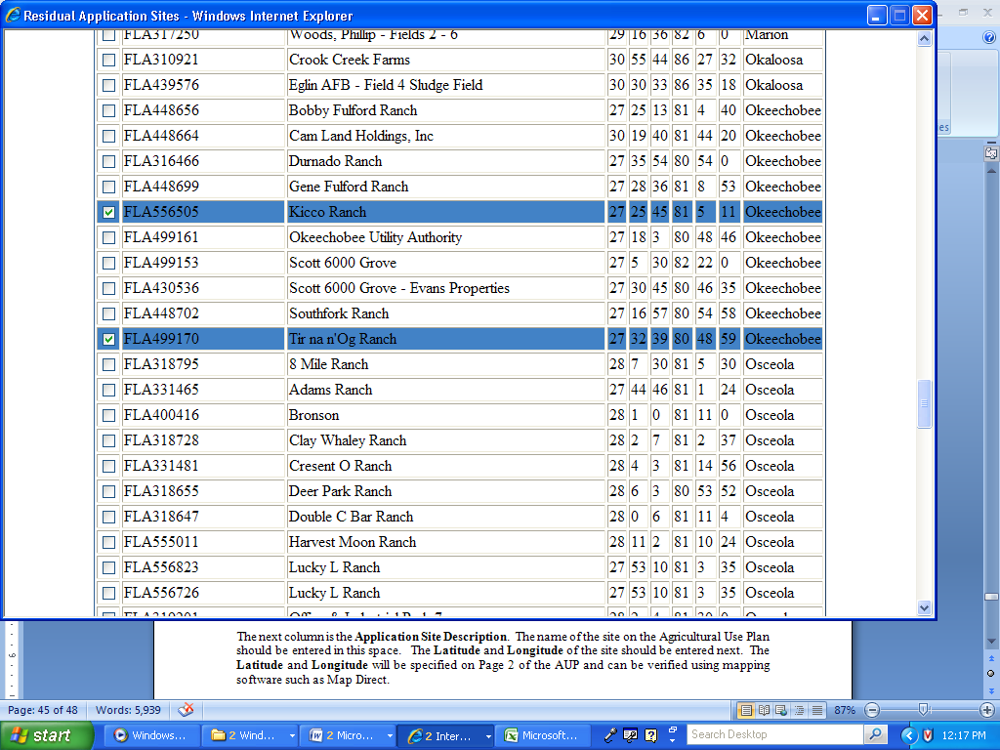 Residual Application Sites - Windows Internet Explorer
FLA317250 Woods, Phillip - Fields 2 - 6 29 16 36 82 6 0 Marion
FLA310921 Crook Creek Farms 30 55 44 86 27 32 Okaloosa
FLA439576 Eglin AFB - Field 4 Sludge Field 30 30 33 86 35 18 Okaloosa
FLA448656 Bobby Fulford Ranch 27 25 13 81 4 40 Okeechobee
FLA448664 Cam Land Holdings, Inc 30 19 40 81 44 20 Okeechobee
FLA316466 Durnado Ranch 27 35 54 80 54 0 Okeechobee
FLA448699 Gene Fulford Ranch 27 28 36 81 8 53 Okeechobee
FLA556505 Kicco Ranch 27 25 45 81 5 11 Okeechobee
FLA499161 Okeechobee Utility Authority 27 18 3 80 48 46 Okeechobee
FLA499153 Scott 6000 Grove 27 5 30 82 22 0 Okeechobee
FLA430536 Scott 6000 Grove - Evans Properties 27 30 45 80 46 35 Okeechobee
FLA448702 Southfork Ranch 27 16 57 80 54 58 Okeechobee
FLA499170 Tir na n'Og Ranch 27 32 39 80 48 59 Okeechobee
FLA318795 8 Mile Ranch 28 7 30 81 5 30 Osceola
FLA331465 Adams Ranch 27 44 46 81 1 24 Osceola
FLA400416 Bronson 28 1 0 81 11 0 Osceola
FLA318728 Clay Whaley Ranch 28 2 7 81 2 37 Osceola
FLA331481 Cresent O Ranch 28 4 3 81 14 56 Osceola
FLA318655 Deer Park Ranch 28 6 3 80 53 52 Osceola
FLA318647 Double C Bar Ranch 28 0 6 81 11 4 Osceola
FLA555011 Harvest Moon Ranch 28 11 2 81 10 24 Osceola
FLA556823 Lucky L Ranch 27 53 10 81 3 35 Osceola
FLA556726 Lucky L Ranch 27 53 10 81 3 35 Osceola
The next column is the Application Site Description. The name of the site on the Agricultural Use Plan
should be entered in this space. The Latitude and Longitude of the site should be entered next. The
Latitude and Longitude will be specified on Page 2 of the AUP and can be verified using mapping
software such as Map Direct.
Page: 45 of 48 Words: 5,939 87%
start Windows... 2 Wind... 2 Micro... 2 Inter... Microsoft... Search Desktop 12:17 PM